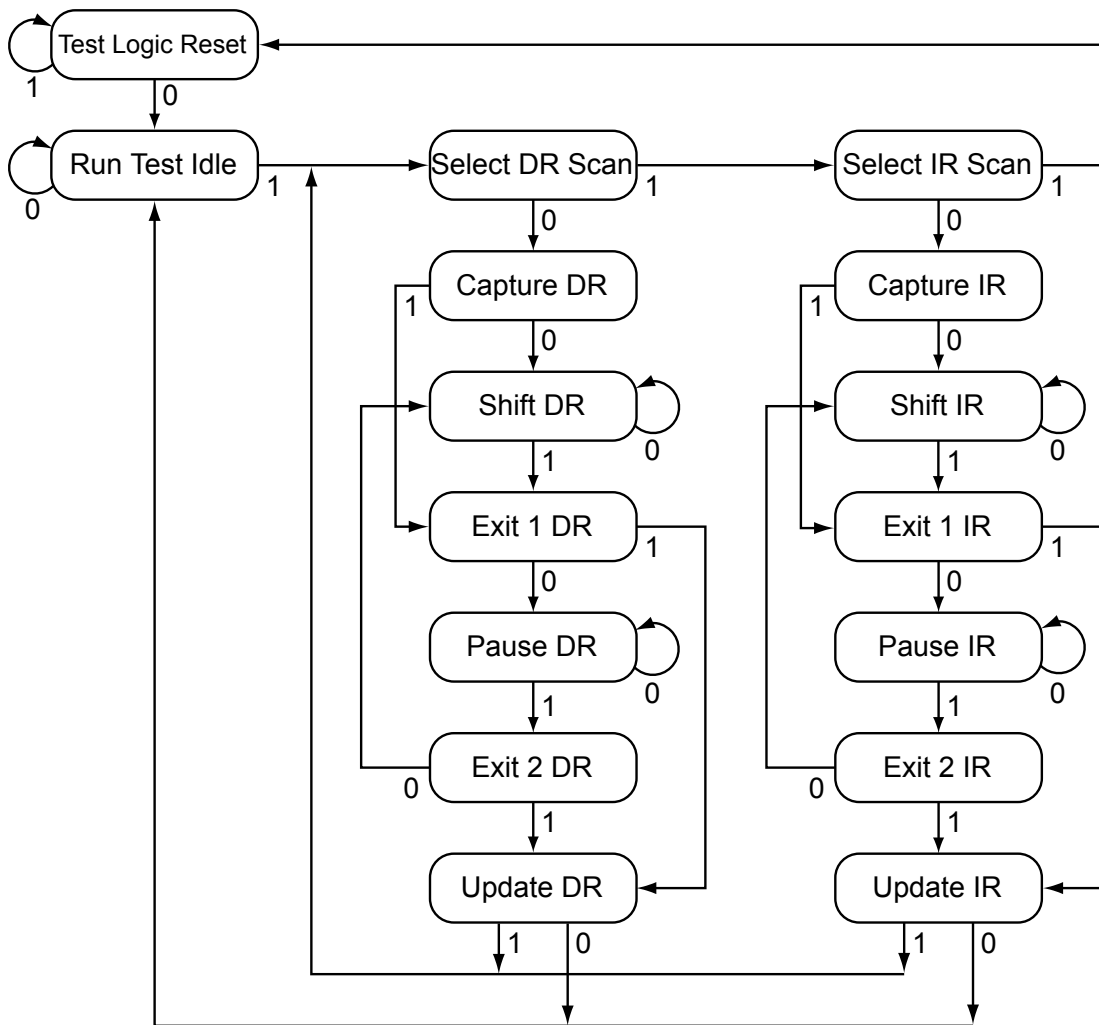 Test Logic Reset
1
0
Run Test Idle
0
1
Select DR Scan
1
0
Select IR Scan
1
0
Capture DR
1
0
Capture IR
1
0
Shift DR
0
1
Shift IR
0
1
Exit 1 DR
1
0
Exit 1 IR
1
0
Pause DR
0
1
Pause IR
0
1
Exit 2 DR
0
1
Exit 2 IR
0
1
Update DR
1
0
Update IR
1
0